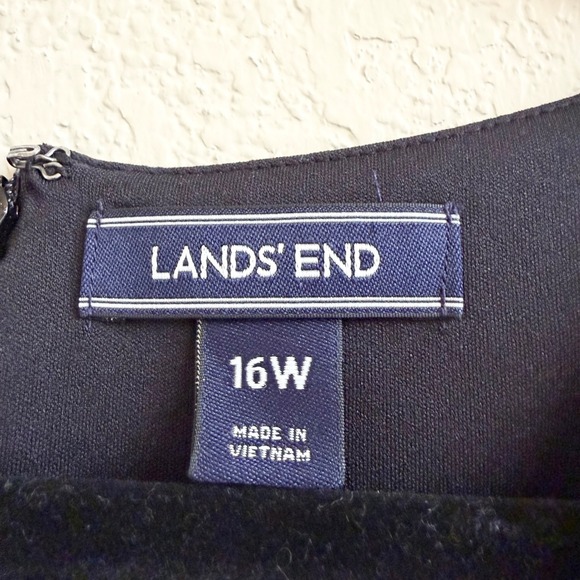 LANDS' END
16W
MADE IN
VIETNAM